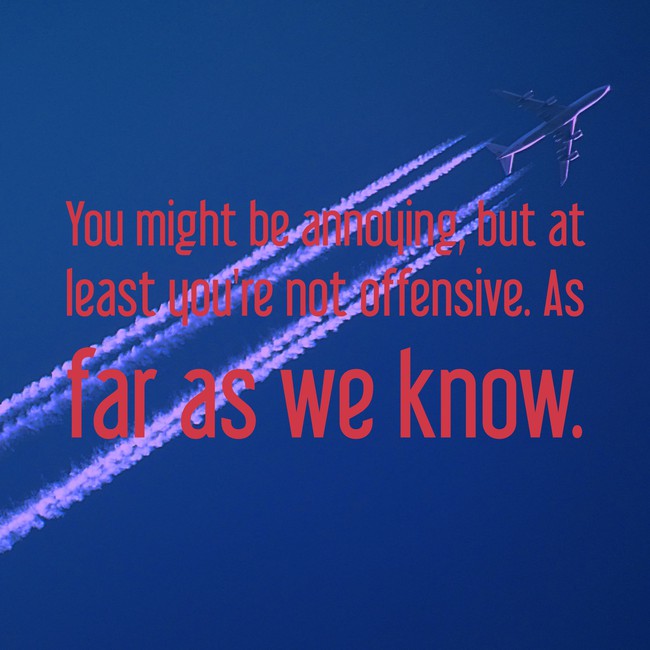 You might be annoying, but at
least you're not offensive. As
far as we know.